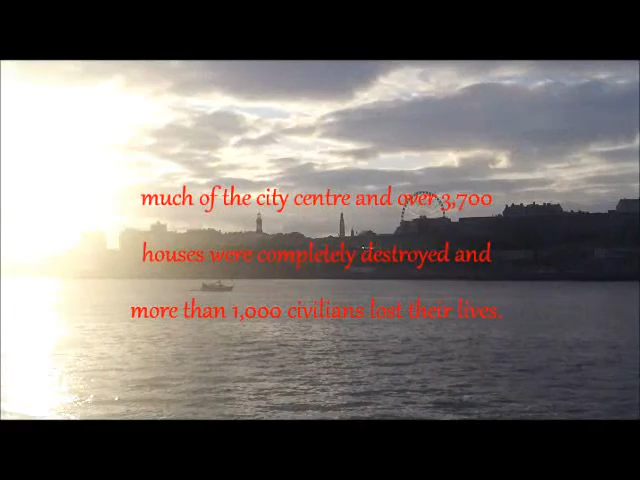 much of the city centre and over 3,700
houses were completely destroyed and
more than 1,000 civilians lost their lives.